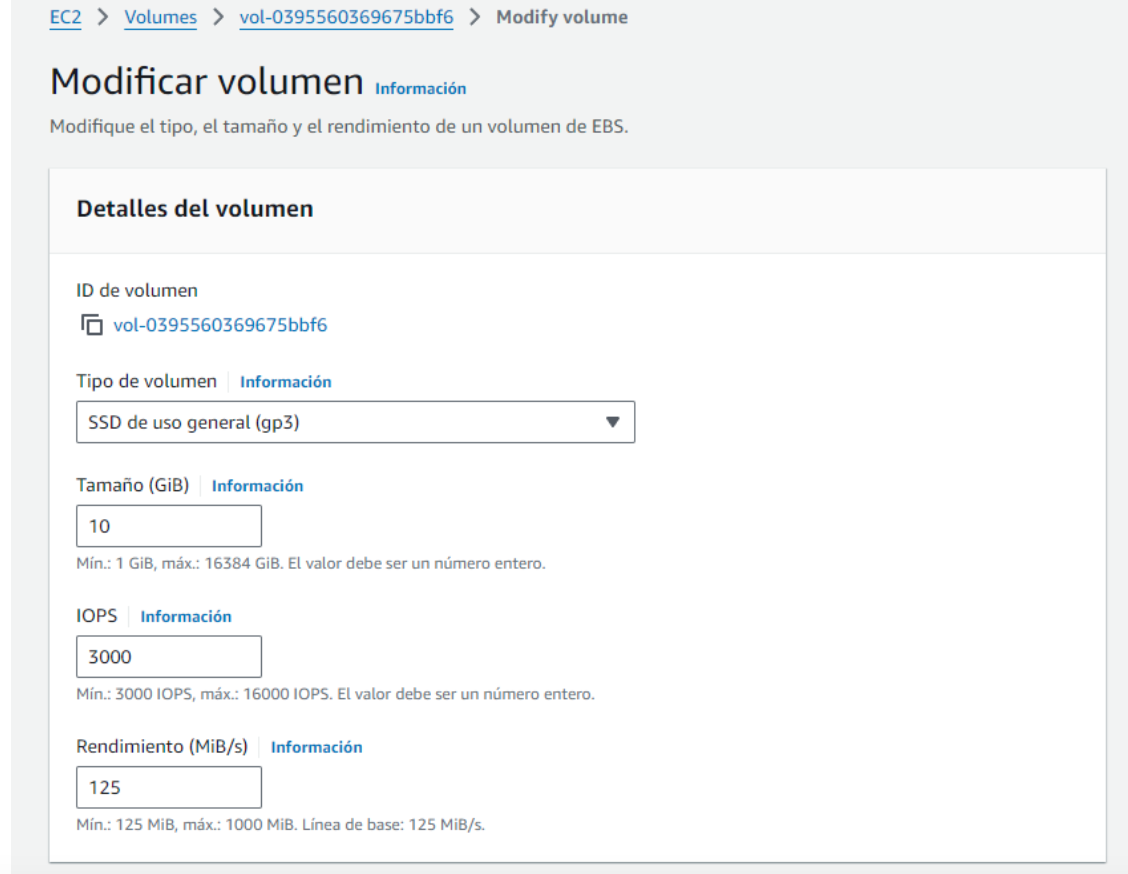 EC2 > Volumes > vol-0395560369675bbf6 > Modify volume
Modificar volumen Información
Modifique el tipo, el tamaño y el rendimiento de un volumen de EBS.
Detalles del volumen
ID de volumen
vol-0395560369675bbf6
Tipo de volumen Información
SSD de uso general (gp3)
Tamaño (GiB) Información
10
Mín.: 1 GiB, máx.: 16384 GiB. El valor debe ser un número entero.
IOPS Información
3000
Mín.: 3000 IOPS, máx.: 16000 IOPS. El valor debe ser un número entero.
Rendimiento (MiB/s) Información
125
Mín.: 125 MiB, máx.: 1000 MiB. Línea de base: 125 MiB/s.